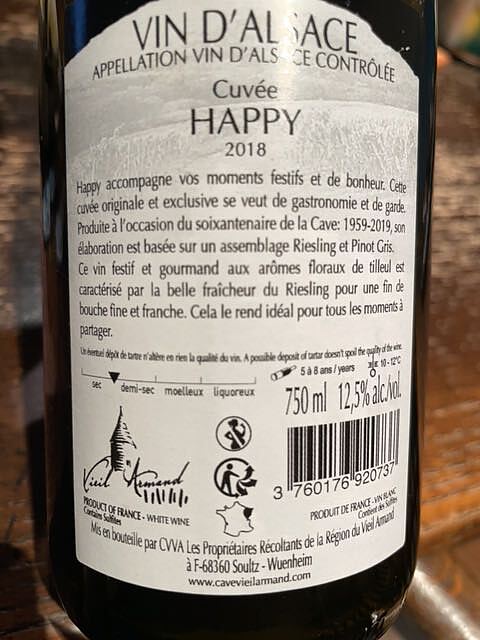 VIN D'ALSACE
APPELLATION VIN D'ALSACE CONTRÔLÉE
Cuvée
HAPPY
2018
Happy accompagne vos moments festifs et de bonheur. Cette
cuvée originale et exclusive se veut de gastronomie et de garde.
Produite à l'occasion du soixantenaire de la Cave: 1959-2019, son
élaboration est basée sur un assemblage Riesling et Pinot Gris.
Ce vin festif et gourmand aux arômes floraux de tilleul est
caractérisé par la belle fraîcheur du Riesling pour une fin de
bouche fine et franche. Cela le rend idéal pour tous les moments à
partager.
Un éventuel dépôt de tartre n'altère en rien la qualité du vin. A possible deposit of tartar doesn't spoil the quality of the wine.
5 à 8 ans / years 10 - 12°C
sec demi-sec moelleux liquoreux
750 ml 12,5% alc./vol.
Vieil Armand
3 760176 920737
PRODUCT OF FRANCE - WHITE WINE
Contains Sulfites
PRODUIT DE FRANCE - VIN BLANC
Contient des Sulfites
Mis en bouteille par CVVA Les Propriétaires Récoltants de la Région du Vieil Armand
à F-68360 Soultz - Wuenheim
www.cavevieilarmand.com